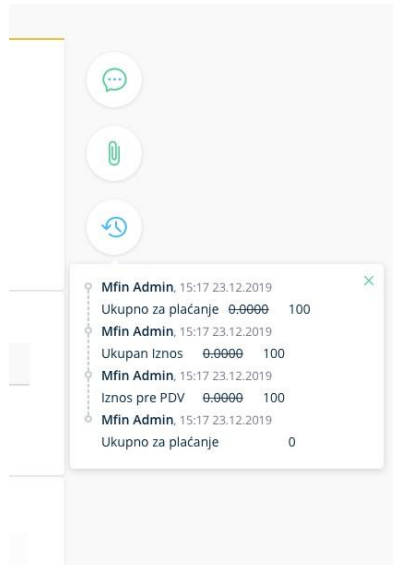 Mfin Admin, 15:17 23.12.2019
Ukupno za plaćanje 0.0000 100
Mfin Admin, 15:17 23.12.2019
Ukupan Iznos 0.0000 100
Mfin Admin, 15:17 23.12.2019
Iznos pre PDV 0.0000 100
Mfin Admin, 15:17 23.12.2019
Ukupno za plaćanje 0